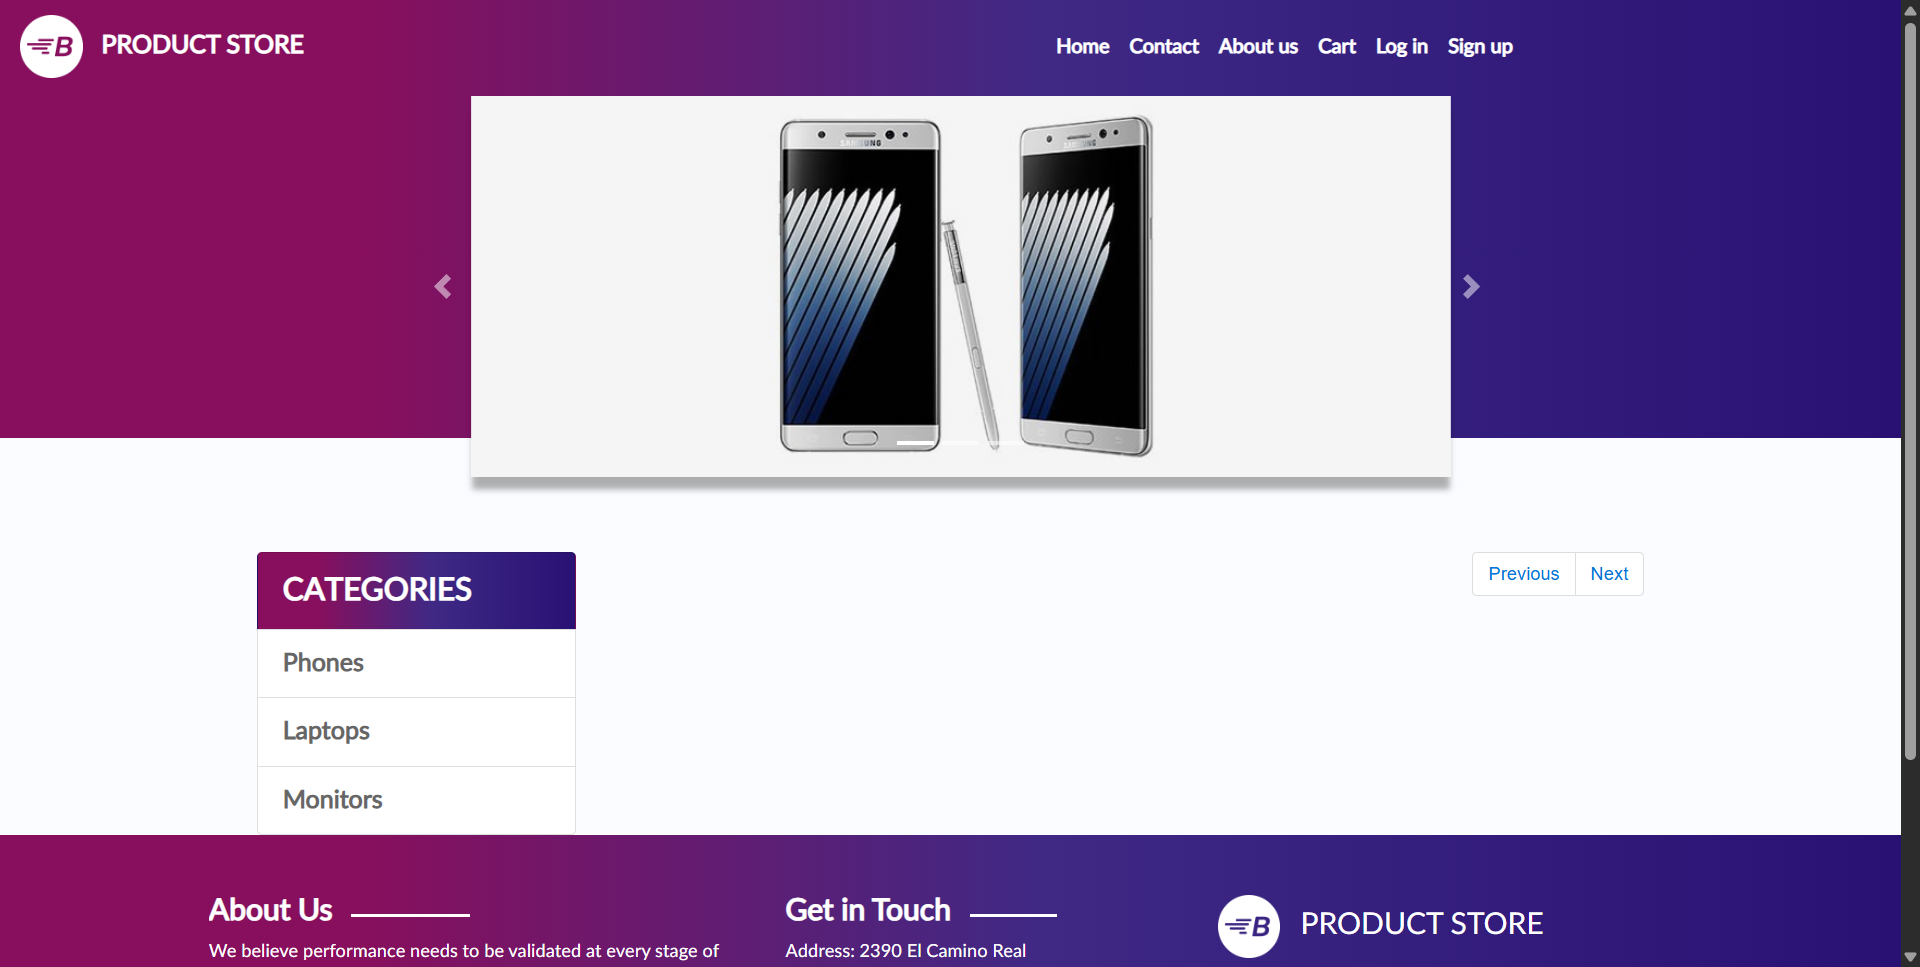 B PRODUCT STORE
Home Contact About us Cart Log in Sign up
SAMSUNG
SAMSUNG
CATEGORIES
Phones
Laptops
Monitors
Previous Next
About Us
We believe performance needs to be validated at every stage of
Get in Touch
Address: 2390 El Camino Real
B PRODUCT STORE